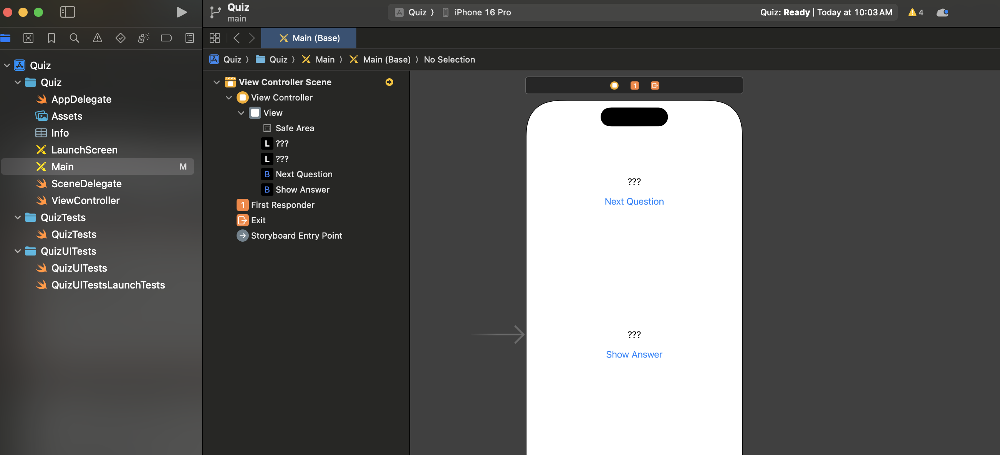 Quiz
main
Quiz
iPhone 16 Pro
Quiz: Ready | Today at 10:03 AM
4
Main (Base)
Quiz
Quiz
Main
Main (Base)
No Selection
Quiz
Quiz
AppDelegate
Assets
Info
LaunchScreen
Main M
SceneDelegate
ViewController
QuizTests
QuizTests
QuizUITests
QuizUITests
QuizUITestsLaunchTests
View Controller Scene
View Controller
View
Safe Area
L ???
L ???
B Next Question
B Show Answer
1 First Responder
Exit
Storyboard Entry Point
1
???
Next Question
???
Show Answer